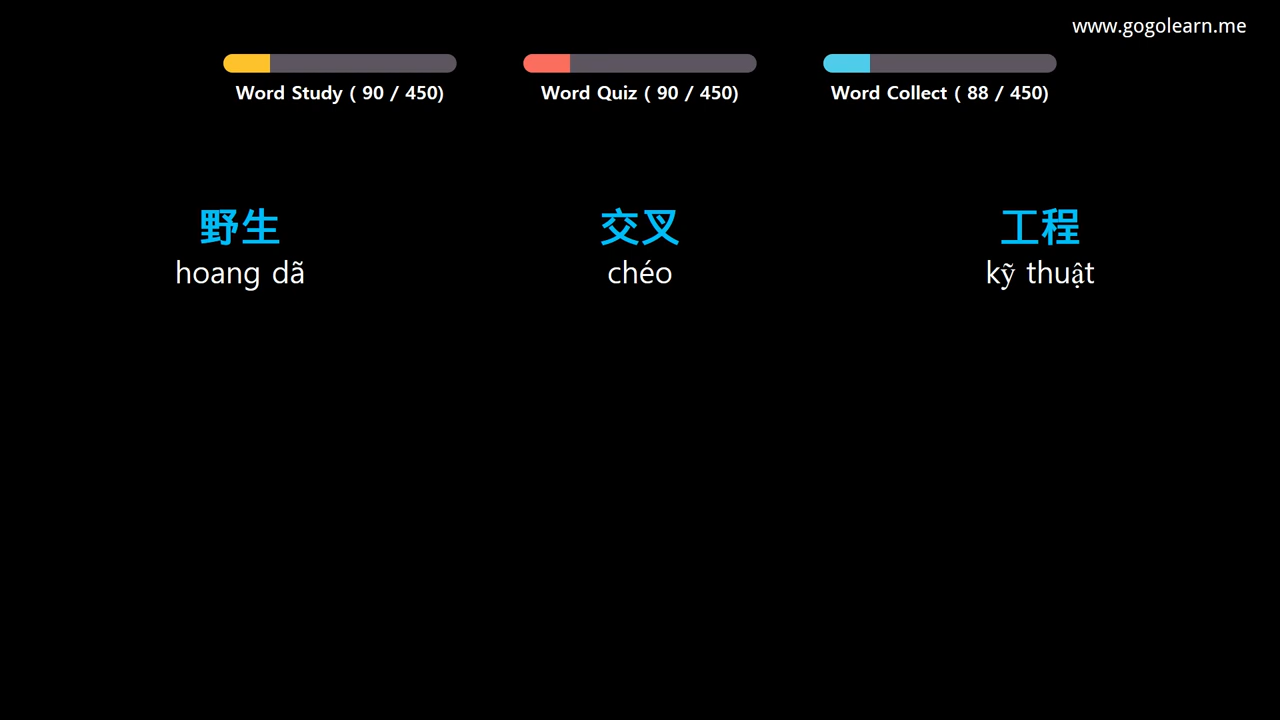 www.gogolearn.me
Word Study ( 90 / 450)
Word Quiz ( 90 / 450)
Word Collect ( 88 / 450)
野生
hoang dã
交叉
chéo
工程
kỹ thuật